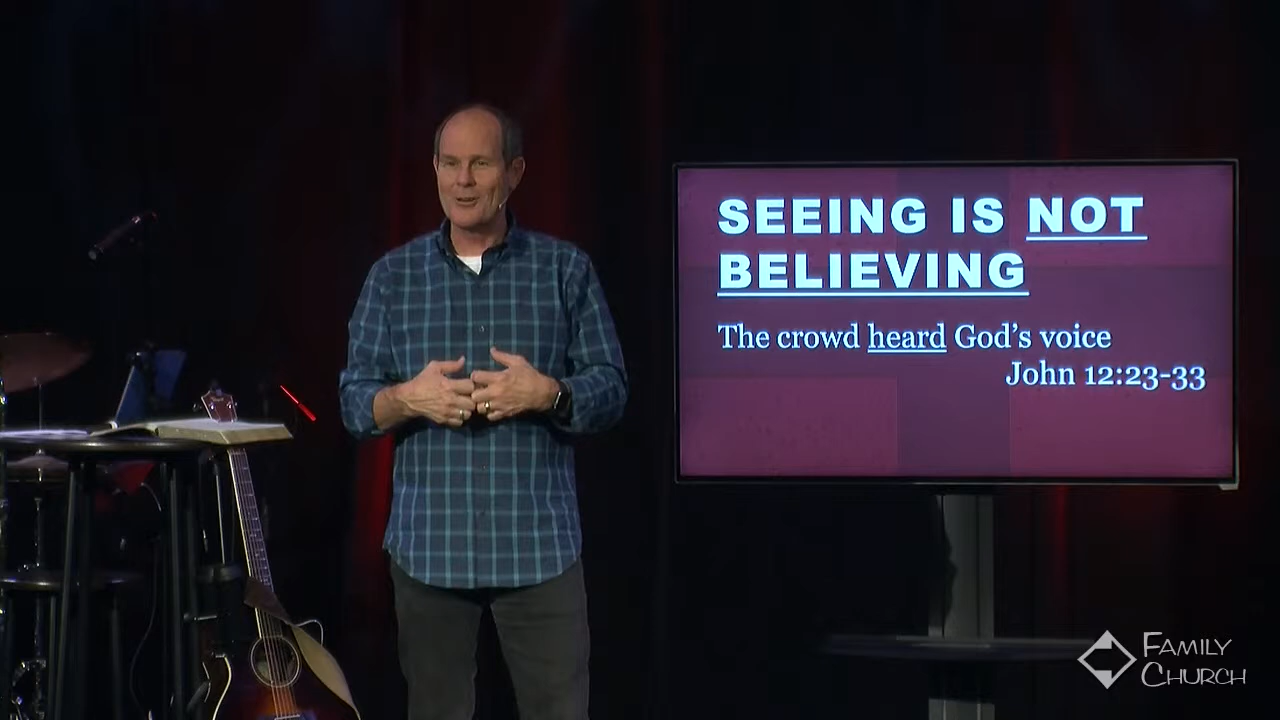 SEEING IS NOT
BELIEVING
The crowd heard God's voice
John 12:23-33
FAMILY
CHURCH